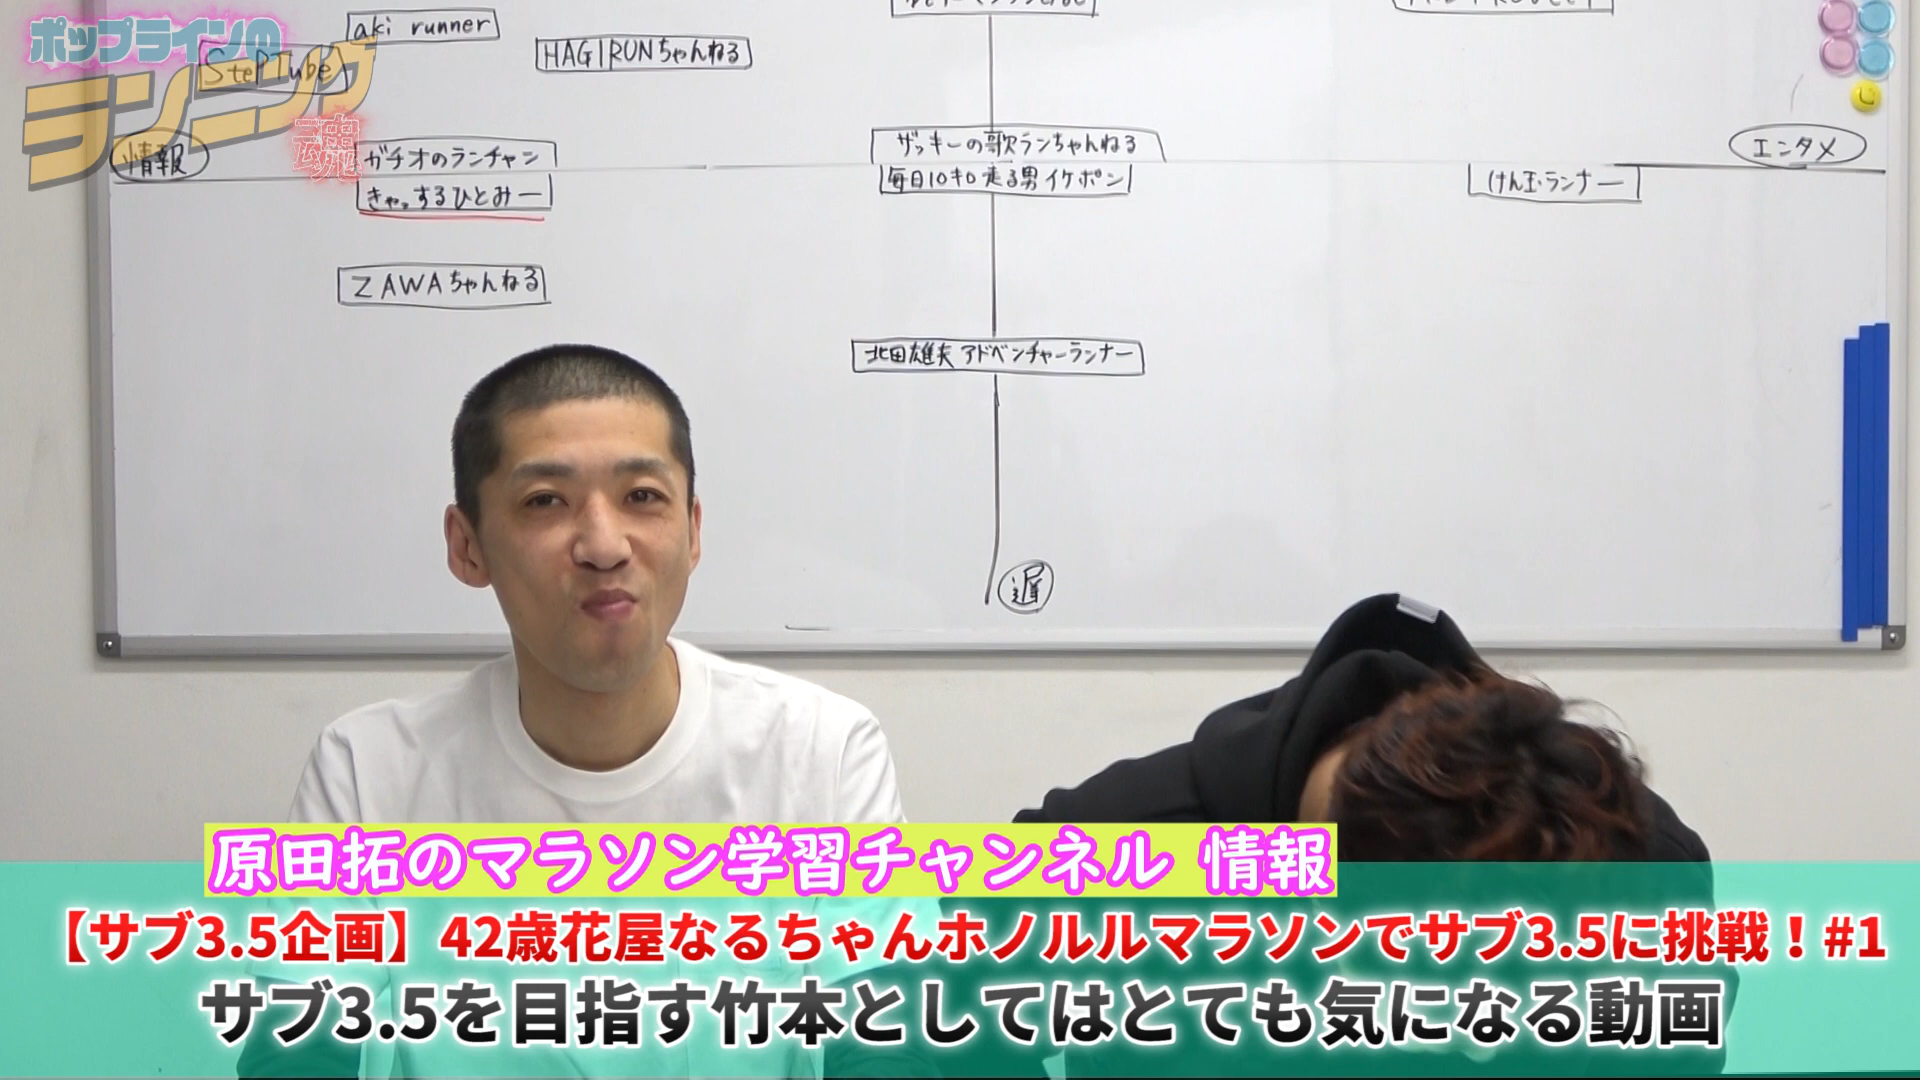 ポップラインの
ランニング魂
aki runner
StepTube
HAGIRUNちゃんねる
情報
ガチオのランチャン
きゃっするひとみー
ザッキーの歌ランちゃんねる
毎日10キロ走る男イケポン
エンタメ
けん玉ランナー
ZAWAちゃんねる
北田雄夫アドベンチャーランナー
遅
原田拓のマラソン学習チャンネル 情報
【サブ3.5企画】42歳花屋なるちゃんホノルルマラソンでサブ3.5に挑戦！#1
サブ3.5を目指す竹本としてはとても気になる動画